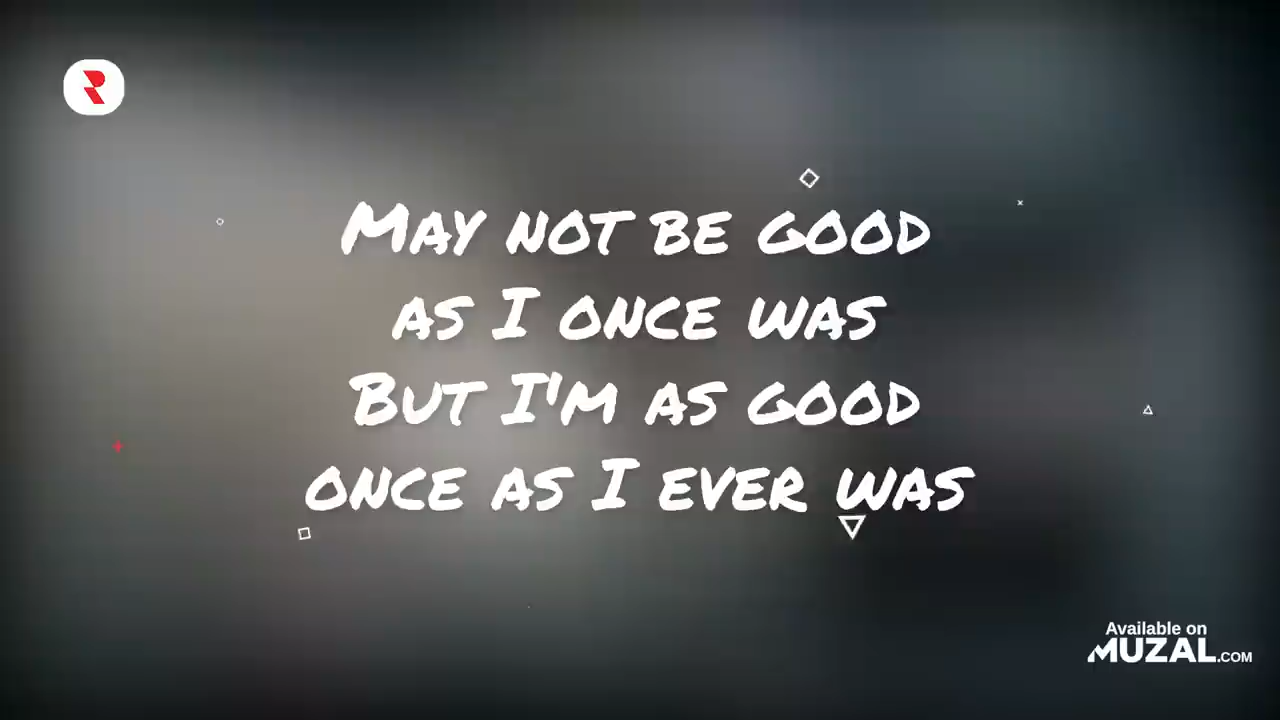 May not be good
as I once was
But I'm as good
once as I ever was
Available on
MUZAL.COM